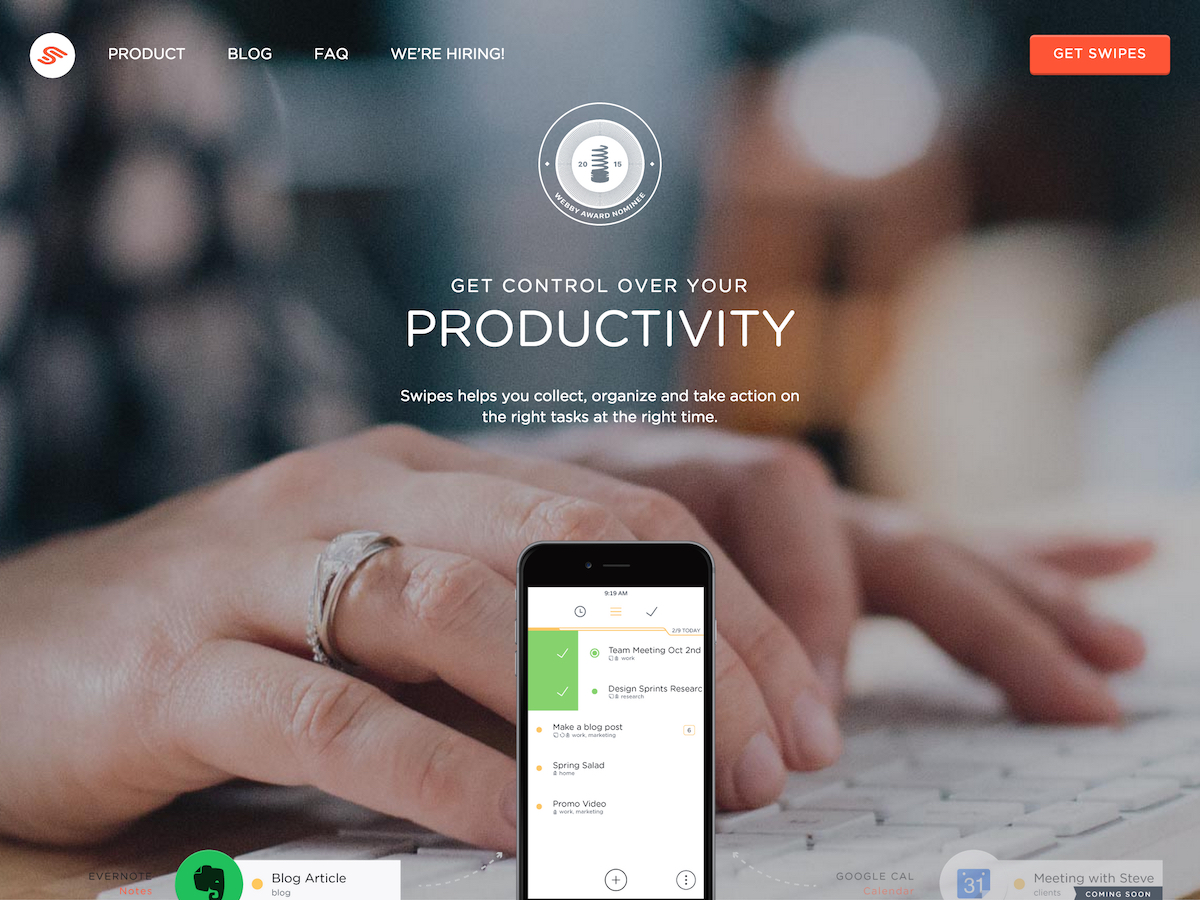 PRODUCT BLOG FAQ WE'RE HIRING! GET SWIPES
20 15
WEBBY AWARD NOMINEE
GET CONTROL OVER YOUR
PRODUCTIVITY
Swipes helps you collect, organize and take action on
the right tasks at the right time.
9:19 AM
2/9 TODAY
Team Meeting Oct 2nd
work
Design Sprints Researc
research
Make a blog post
6
work, marketing
Spring Salad
home
Promo Video
work, marketing
EVERNOTE
Notes
Blog Article
blog
GOOGLE CAL
Calendar
31
Meeting with Steve
clients
COMING SOON